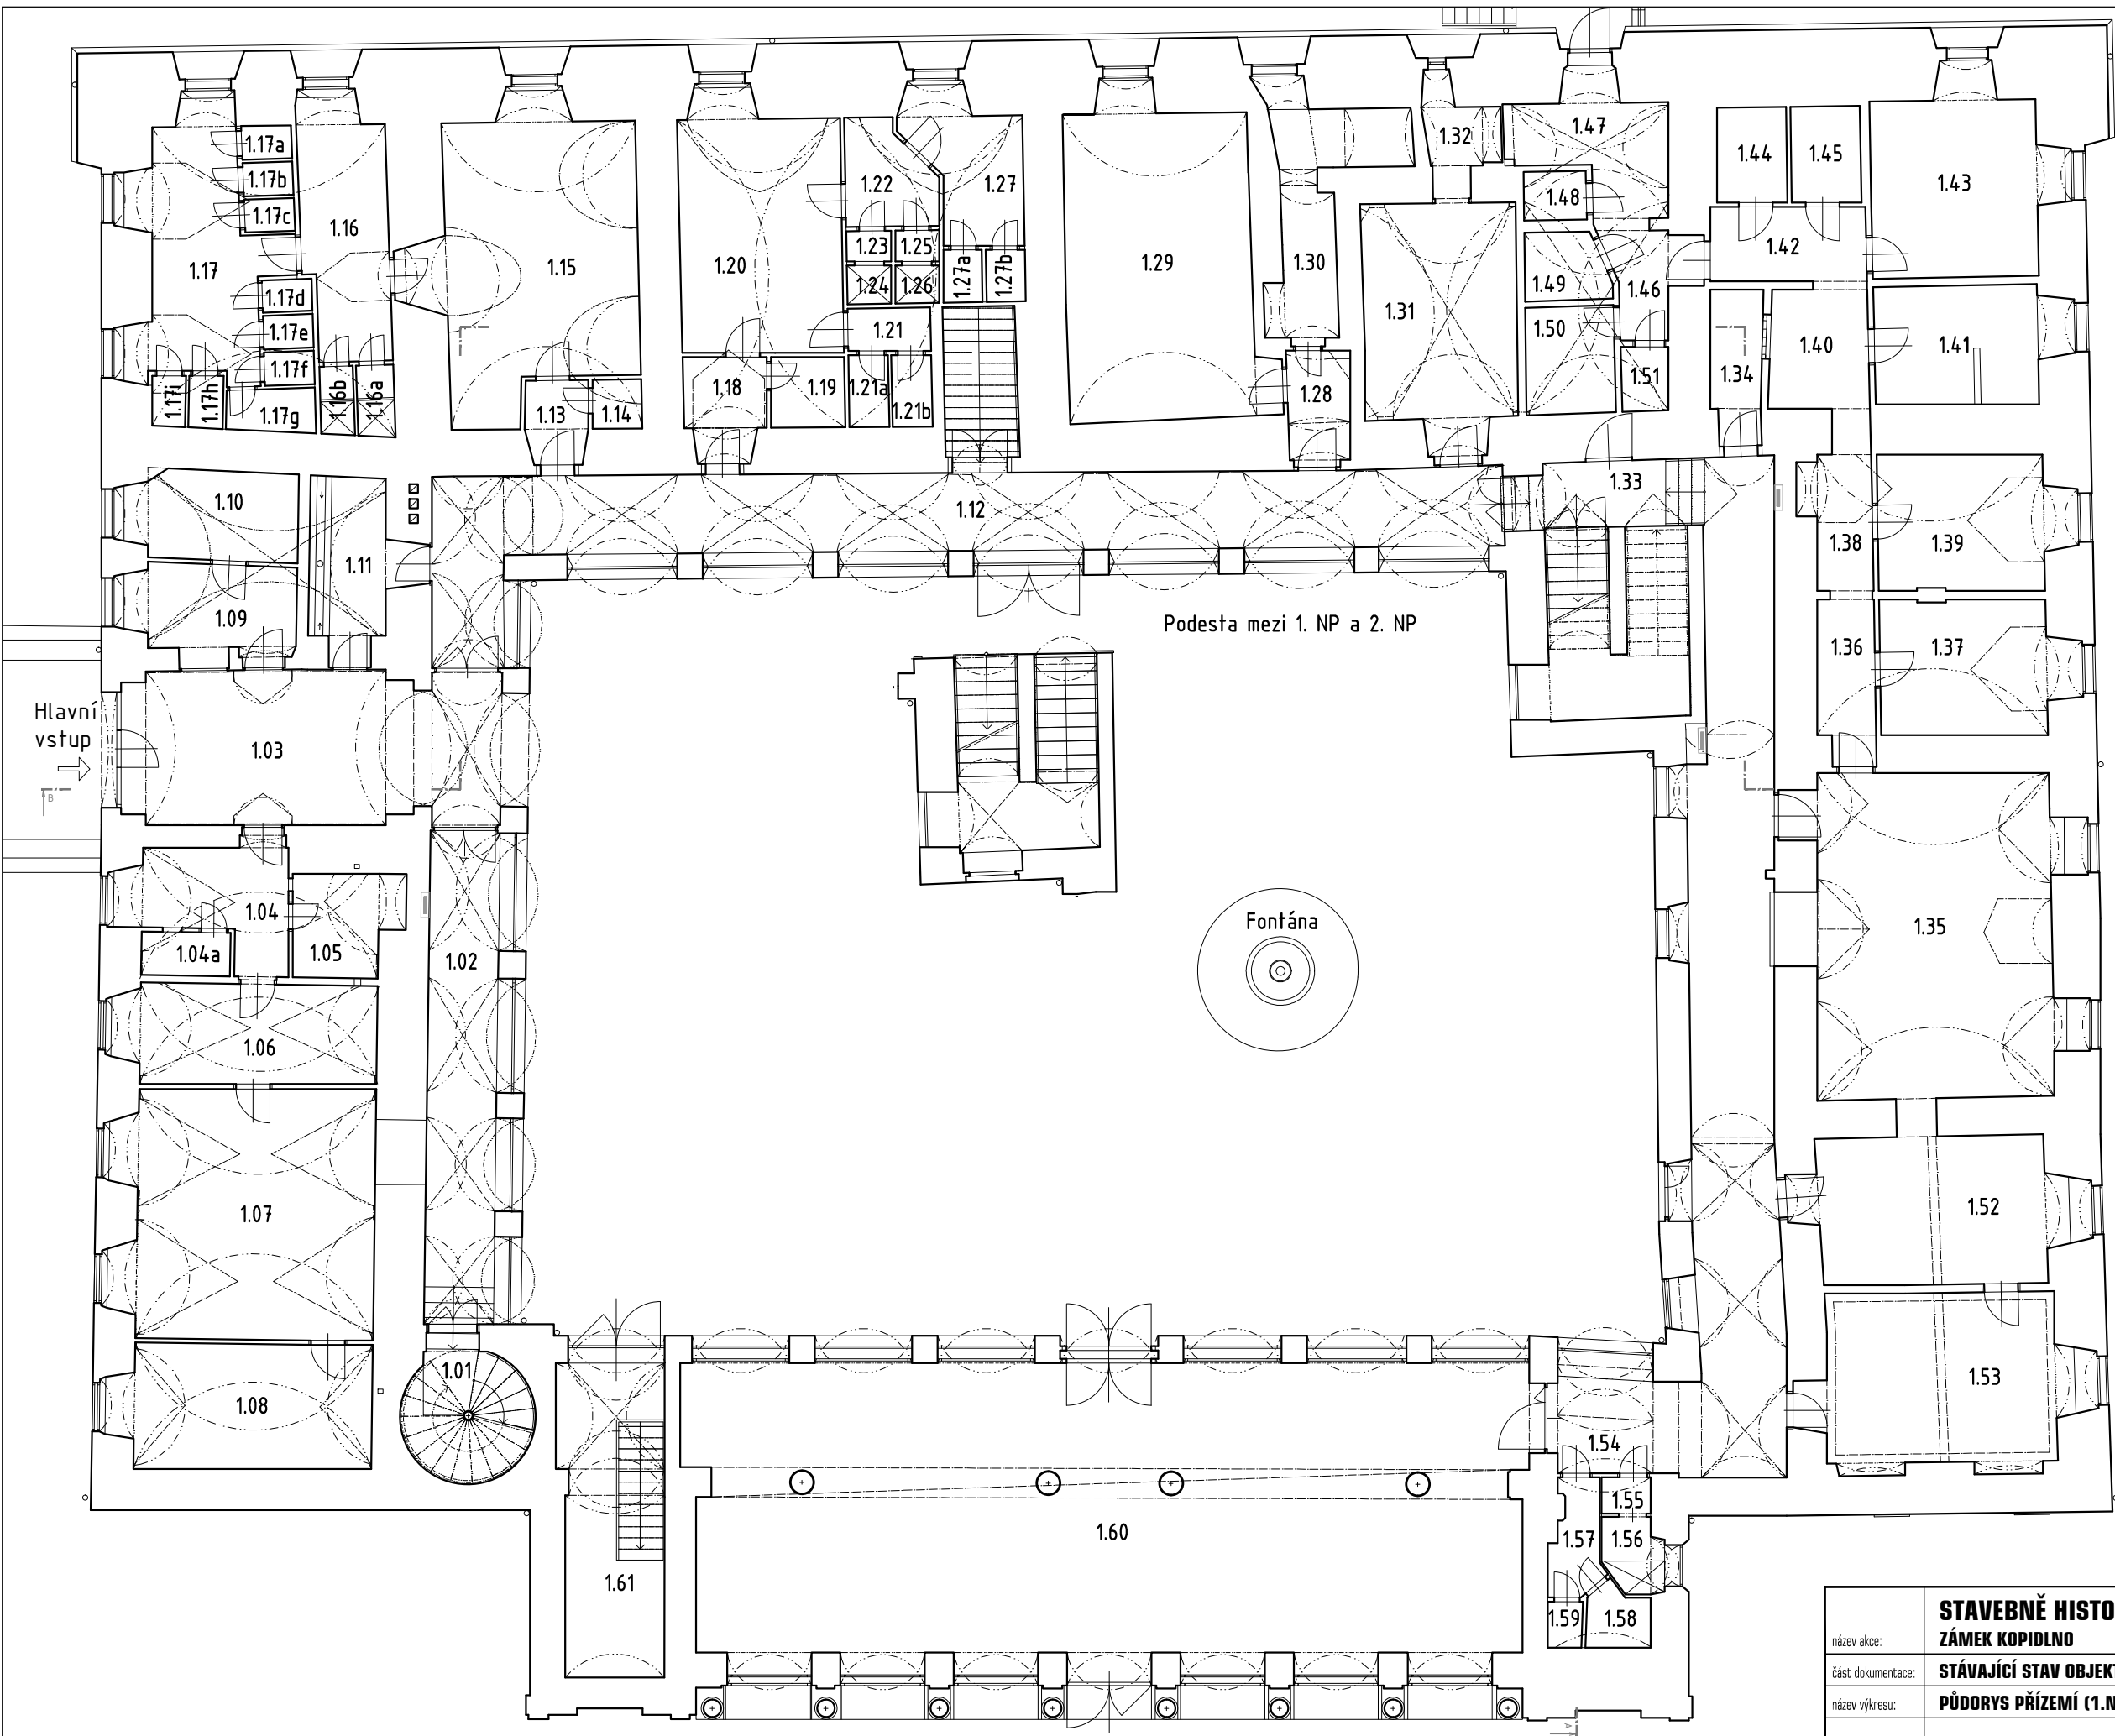 1.17a
1.17b
1.17c
1.16
1.17
1.17d
1.17e
1.17f
1.17g
1.17h
1.17i
1.16b
1.16a
1.15
1.13
1.14
1.20
1.22
1.27
1.23
1.25
1.24
1.26
1.27a
1.27b
1.21
1.18
1.19
1.21a
1.21b
1.29
1.30
1.28
1.32
1.31
1.47
1.48
1.49
1.46
1.50
1.51
1.44
1.45
1.43
1.42
1.40
1.41
1.34
1.33
1.10
1.11
1.12
1.09
1.38
1.39
1.36
1.37
Podesta mezi 1. NP a 2. NP
Hlavní
vstup
1.03
B
1.04
1.04a
1.05
1.02
Fontána
1.35
1.06
1.07
1.52
1.01
1.08
1.53
1.54
1.55
1.56
1.57
1.58
1.59
1.60
1.61
A
STAVEBNĚ HISTO
název akce: ZÁMEK KOPIDLNO
část dokumentace: STÁVAJÍCÍ STAV OBJEKT
název výkresu: PŮDORYS PŘÍZEMÍ (1.N